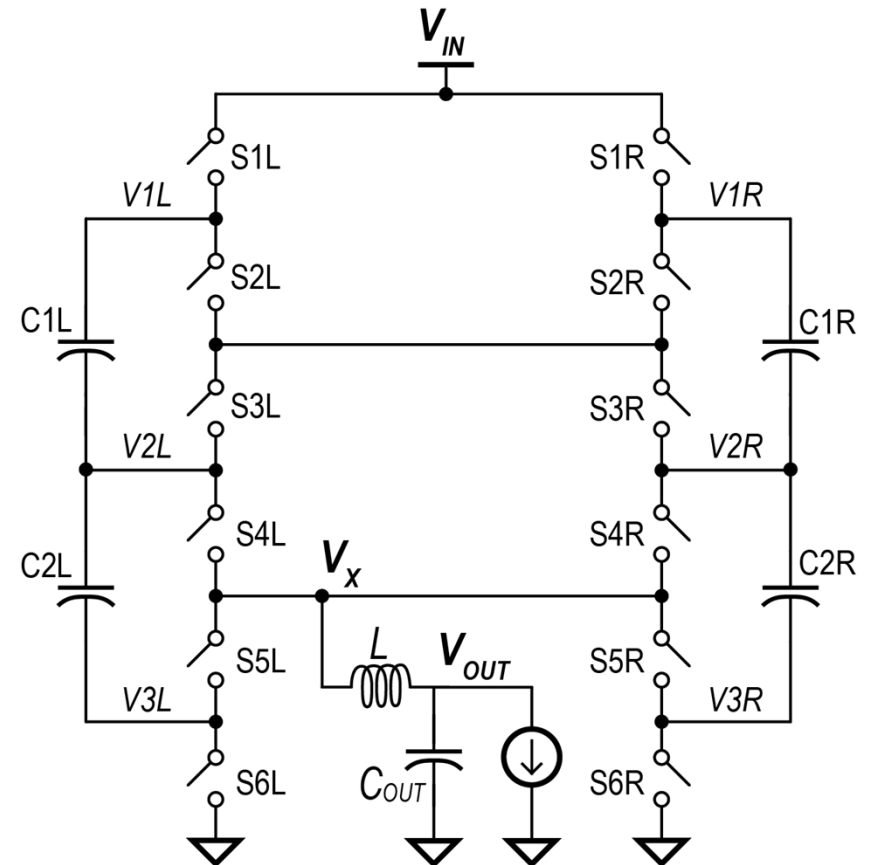 VIN
S1L S1R
V1L V1R
S2L S2R
C1L C1R
S3L S3R
V2L V2R
S4L S4R
C2L VX C2R
L VOUT
S5L S5R
V3L V3R
COUT
S6L S6R